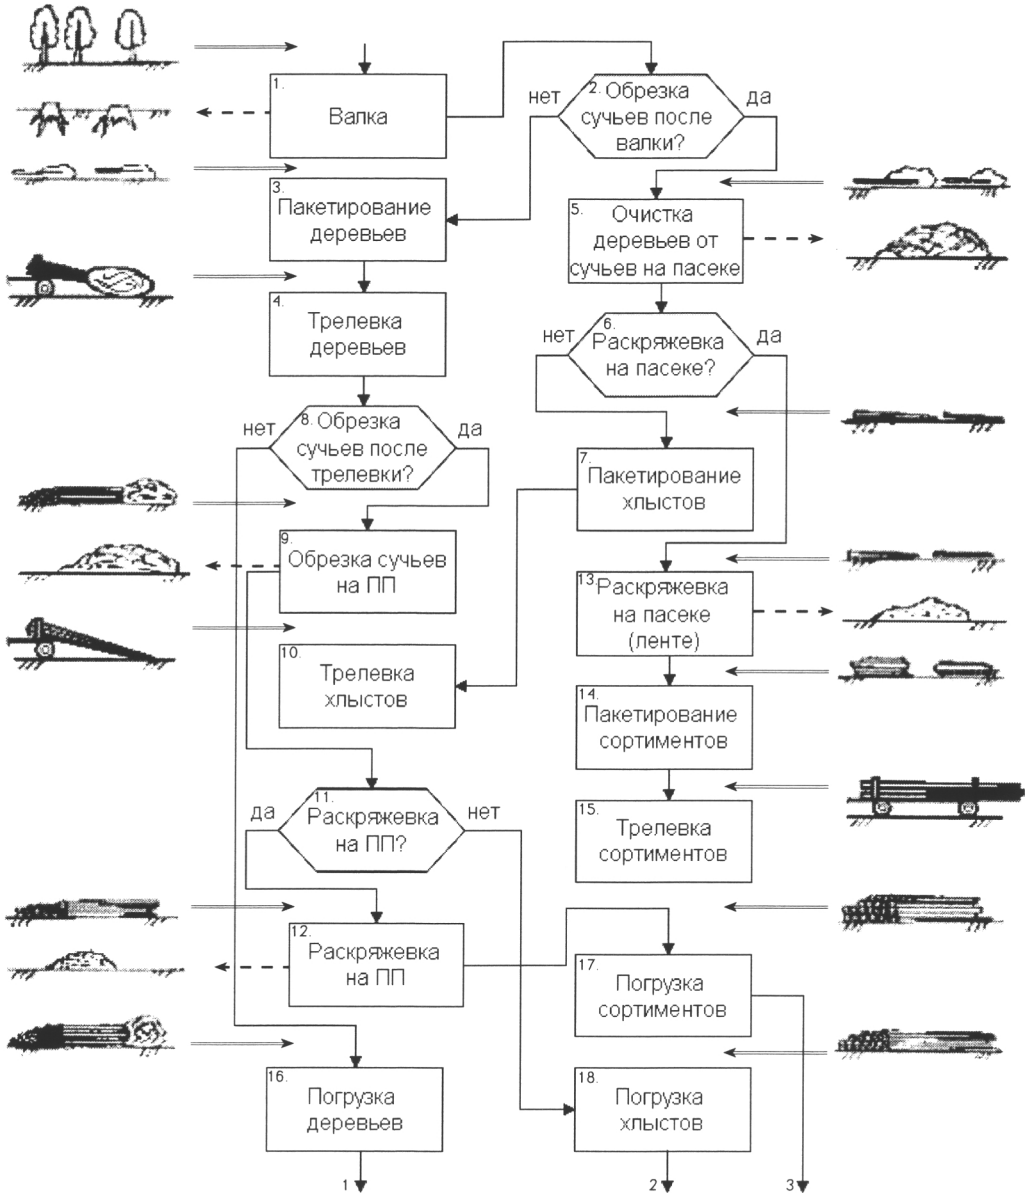 1.
Валка
нет
2. Обрезка
сучьев после
валки?
да
3.
Пакетирование
деревьев
5. Очистка
деревьев от
сучьев на пасеке
4.
Трелевка
деревьев
нет
6.
Раскряжевка
на пасеке?
да
нет
8. Обрезка
сучьев после
трелевки?
да
7.
Пакетирование
хлыстов
9.
Обрезка сучьев
на ПП
13. Раскряжевка
на пасеке
(ленте)
10.
Трелевка
хлыстов
14.
Пакетирование
сортиментов
да
11.
Раскряжевка
на ПП?
нет
15.
Трелевка
сортиментов
12.
Раскряжевка
на ПП
17.
Погрузка
сортиментов
16.
Погрузка
деревьев
18.
Погрузка
хлыстов
1
2
3